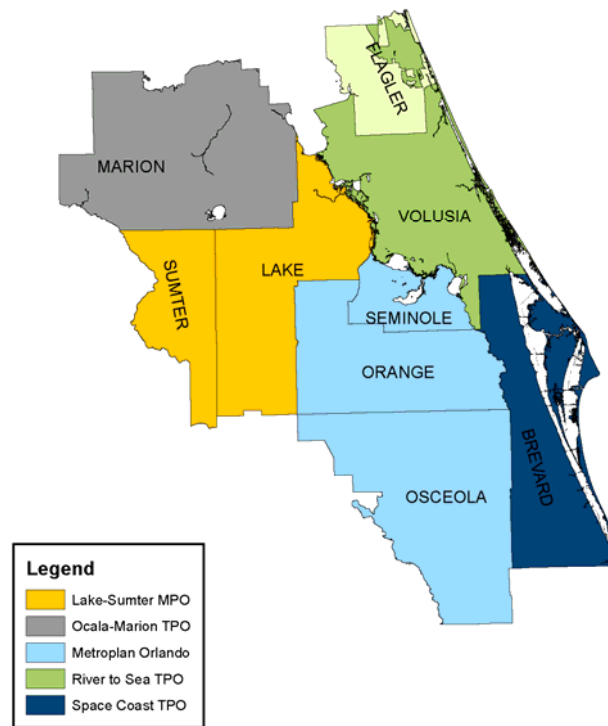 FLAGLER
MARION
VOLUSIA
SUMTER
LAKE
SEMINOLE
ORANGE
BREVARD
OSCEOLA
Legend
Lake-Sumter MPO
Ocala-Marion TPO
Metroplan Orlando
River to Sea TPO
Space Coast TPO